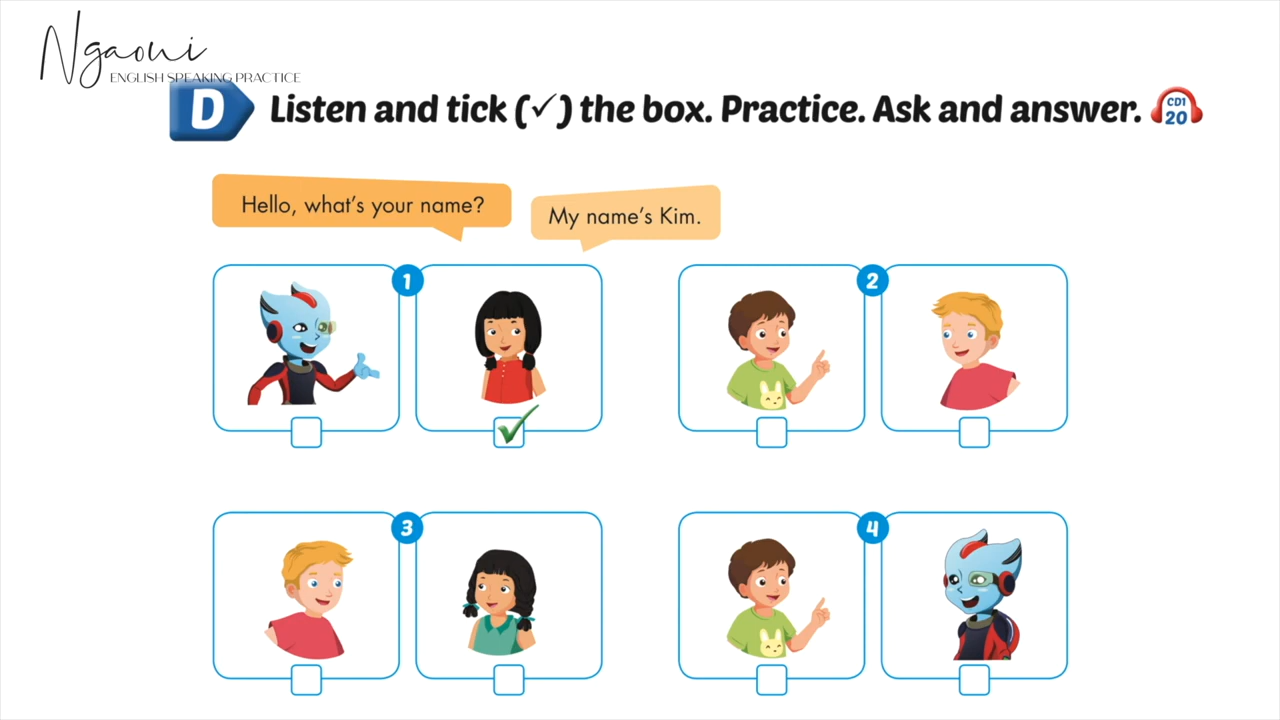 Ngaoni
ENGLISH SPEAKING PRACTICE
D Listen and tick (✓) the box. Practice. Ask and answer. CD1 20
Hello, what's your name?
My name's Kim.
1
2
3
4